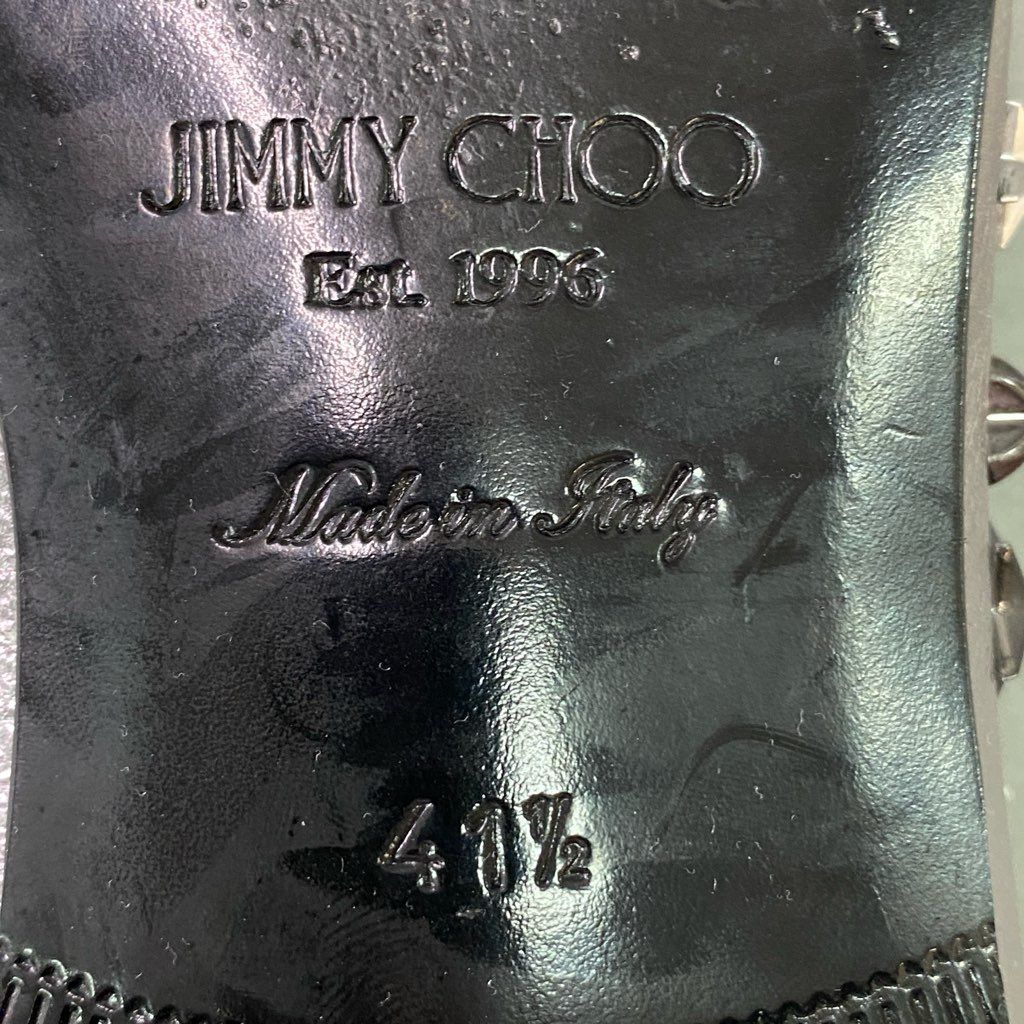 JIMMY CHOO
Est. 1996
Made in Italy
41½